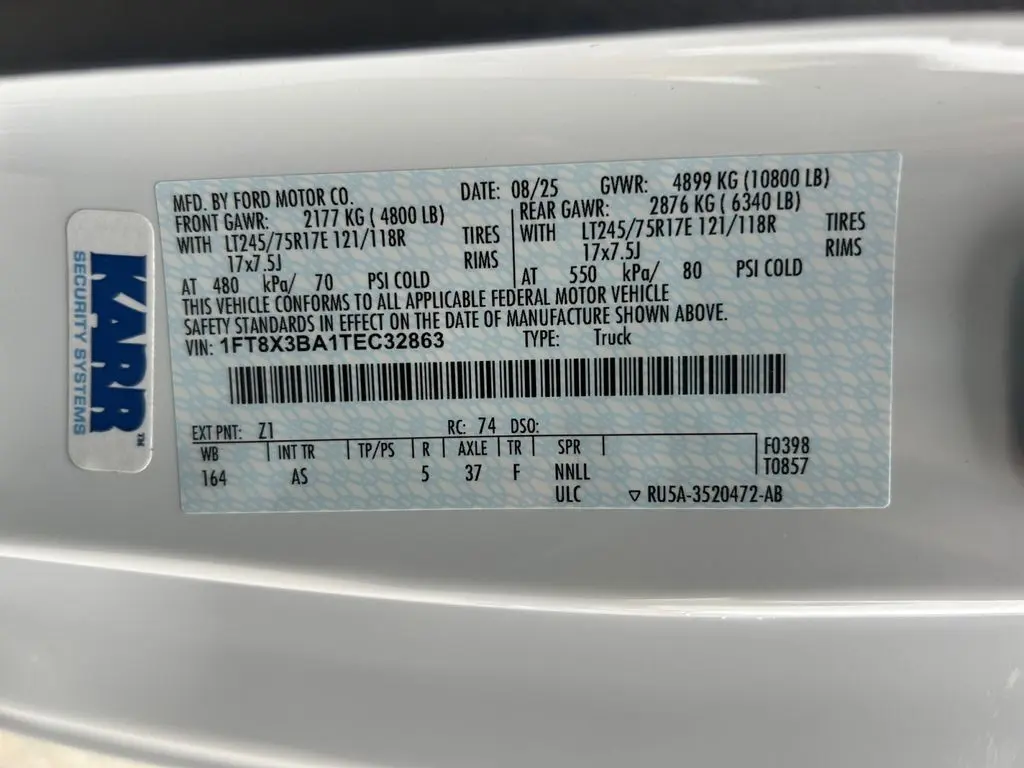 KARR™
SECURITY SYSTEMS
MFD. BY FORD MOTOR CO. DATE: 08/25 GVWR: 4899 KG (10800 LB)
FRONT GAWR: 2177 KG ( 4800 LB) REAR GAWR: 2876 KG ( 6340 LB)
WITH LT245/75R17E 121/118R TIRES WITH LT245/75R17E 121/118R TIRES
17x7.5J RIMS 17x7.5J RIMS
AT 480 kPa/ 70 PSI COLD AT 550 kPa/ 80 PSI COLD
THIS VEHICLE CONFORMS TO ALL APPLICABLE FEDERAL MOTOR VEHICLE
SAFETY STANDARDS IN EFFECT ON THE DATE OF MANUFACTURE SHOWN ABOVE.
VIN: 1FT8X3BA1TEC32863 TYPE: Truck
EXT PNT: Z1 RC: 74 DSO:
WB INT TR TP/PS R AXLE TR SPR F0398
164 AS 5 37 F NNLL T0857
ULC ▽ RU5A-3520472-AB